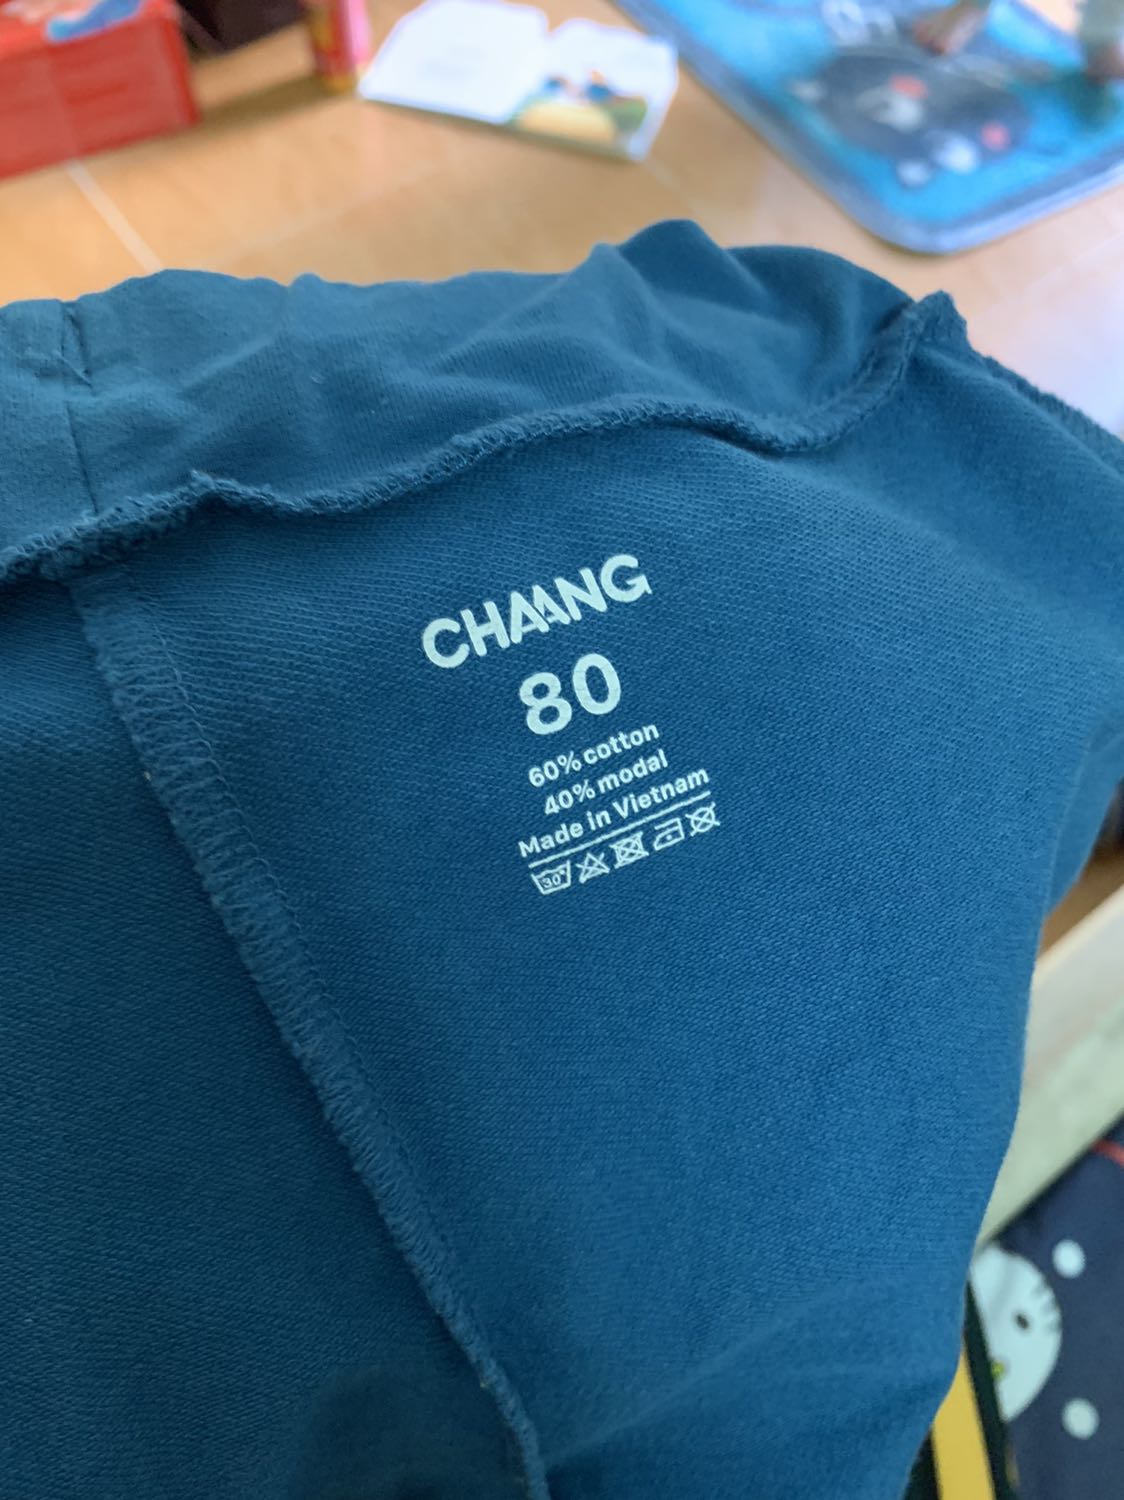 CHAANG
80
60% cotton
40% modal
Made in Vietnam
30°